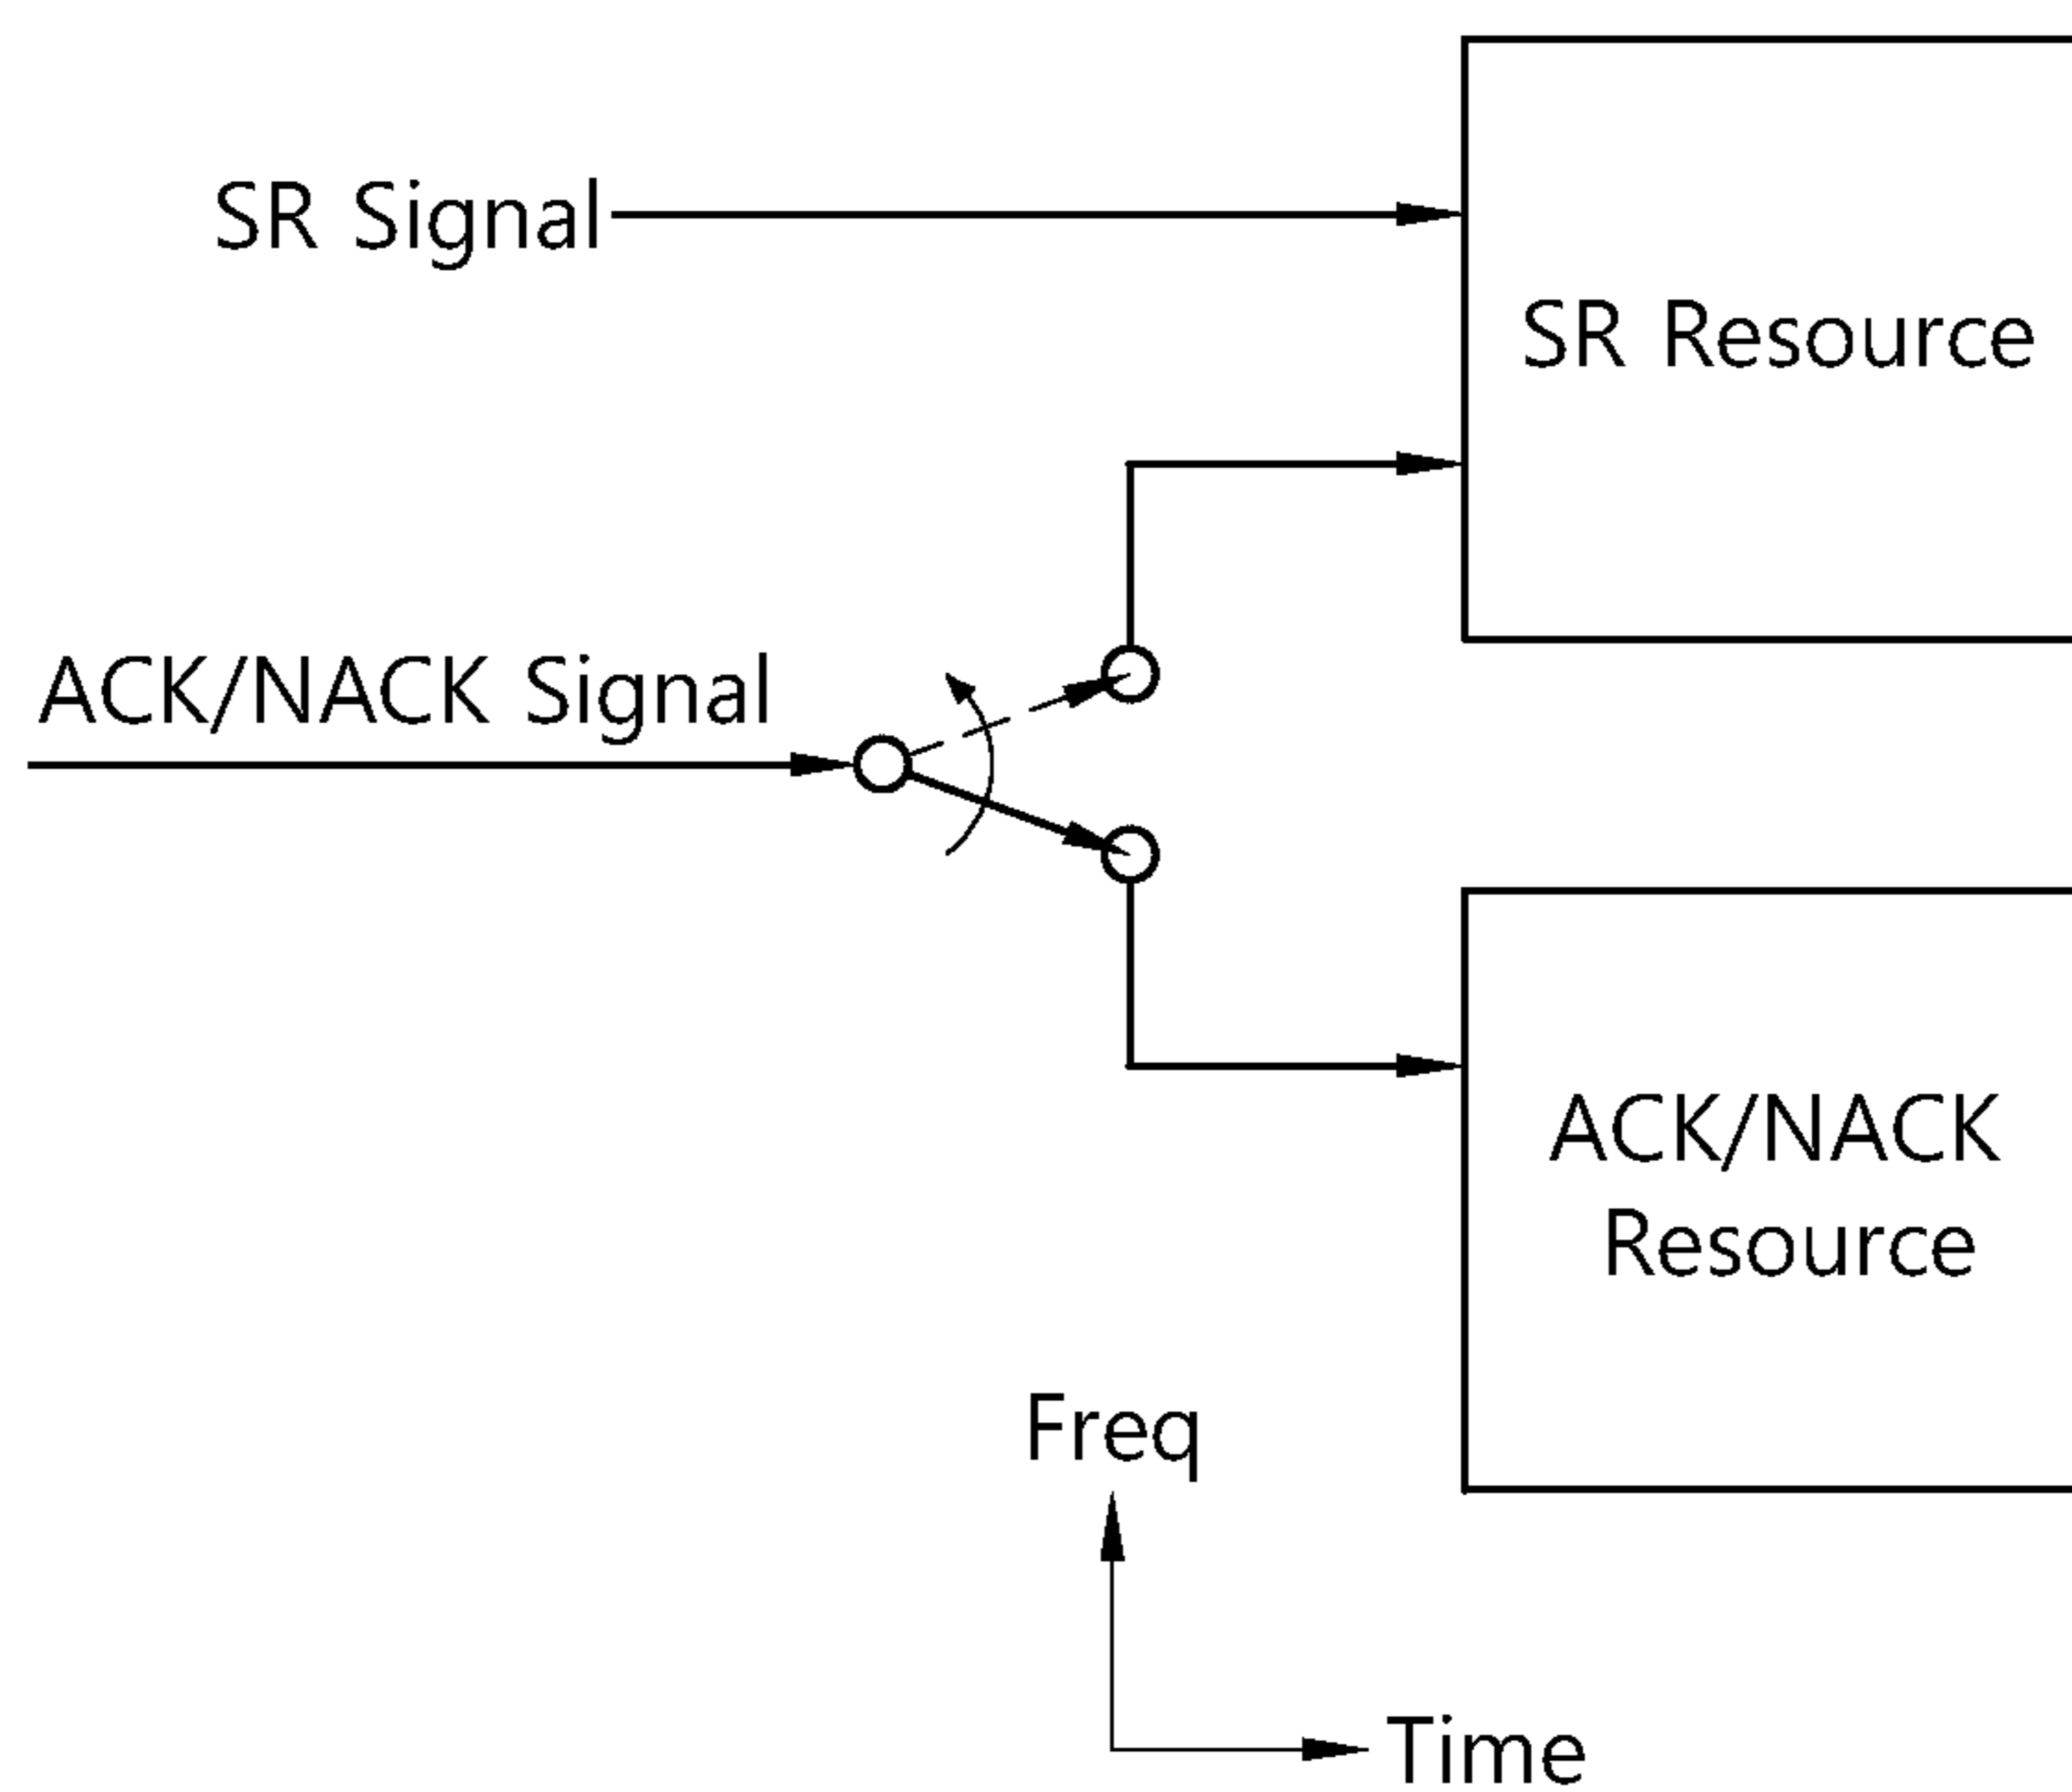 SR Signal
SR Resource
ACK/NACK Signal
ACK/NACK
Resource
Freq
Time